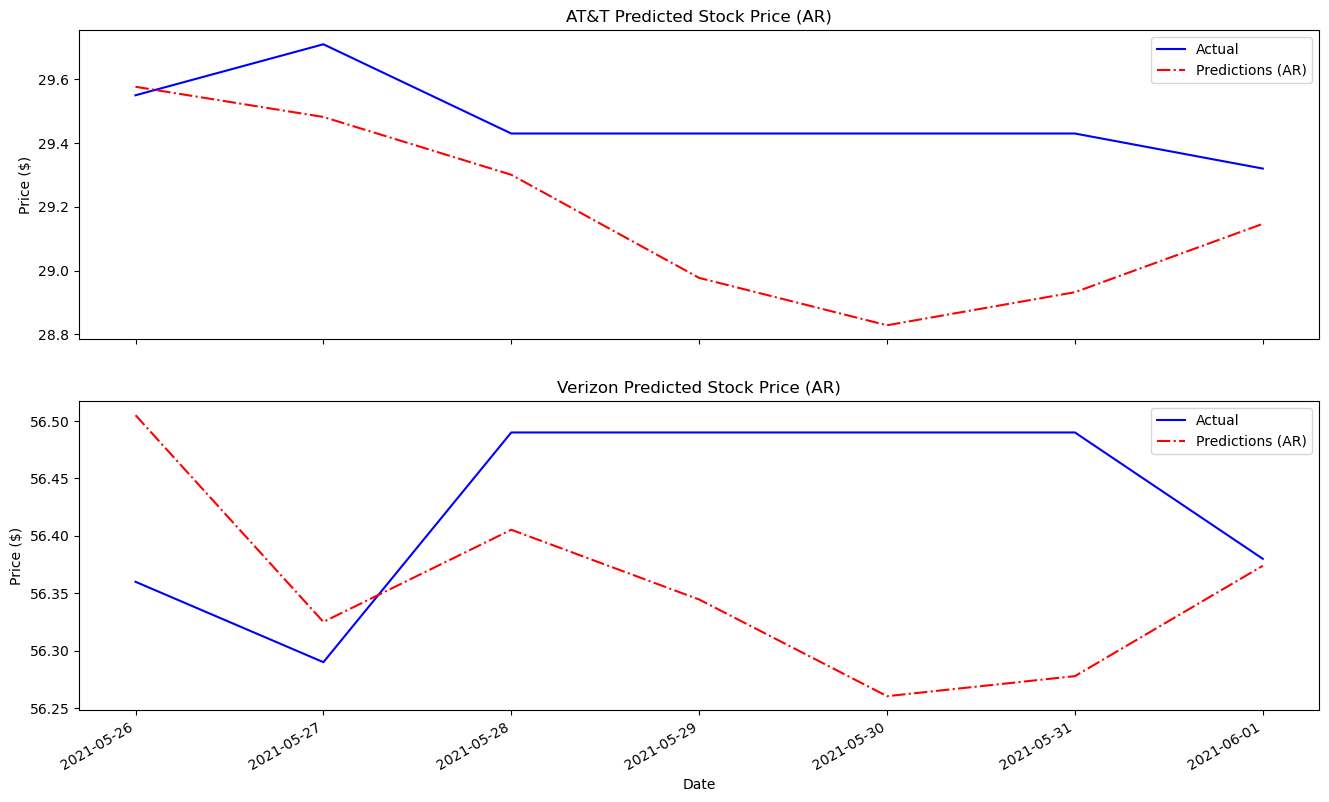 AT&T Predicted Stock Price (AR)
Actual
Predictions (AR)
Price ($)
29.6
29.4
29.2
29.0
28.8
Verizon Predicted Stock Price (AR)
Actual
Predictions (AR)
Price ($)
56.50
56.45
56.40
56.35
56.30
56.25
2021-05-26
2021-05-27
2021-05-28
2021-05-29
2021-05-30
2021-05-31
2021-06-01
Date